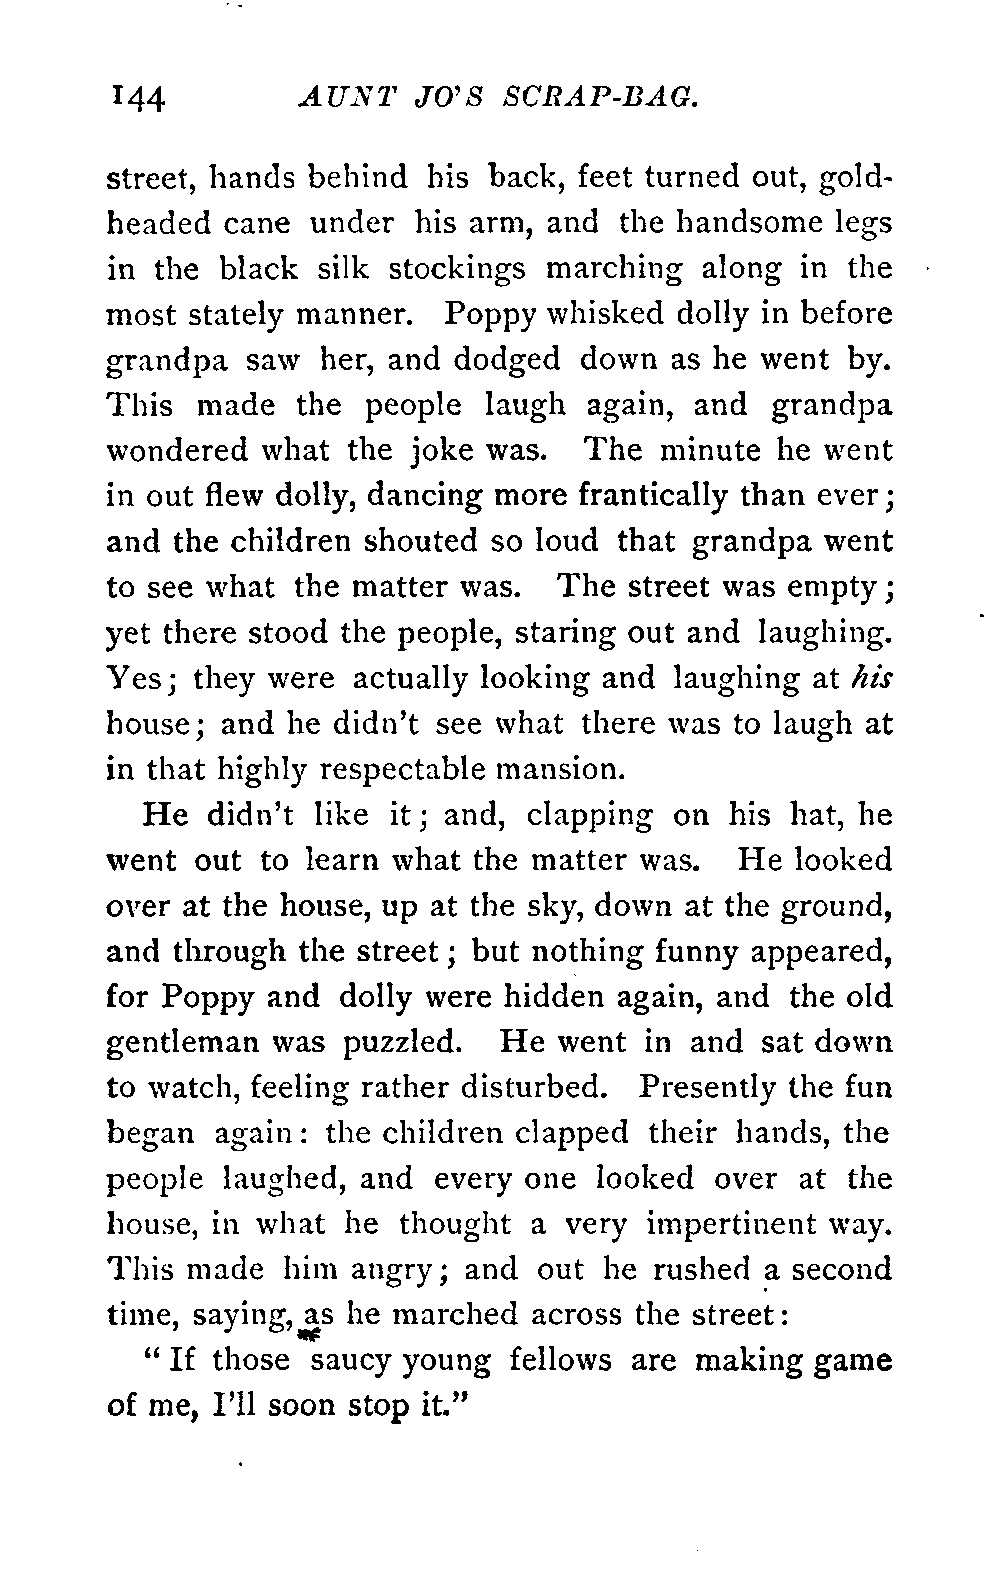 144 AUNT JO'S SCRAP-BAG.
street, hands behind his back, feet turned out, gold-
headed cane under his arm, and the handsome legs
in the black silk stockings marching along in the
most stately manner. Poppy whisked dolly in before
grandpa saw her, and dodged down as he went by.
This made the people laugh again, and grandpa
wondered what the joke was. The minute he went
in out flew dolly, dancing more frantically than ever;
and the children shouted so loud that grandpa went
to see what the matter was. The street was empty;
yet there stood the people, staring out and laughing.
Yes; they were actually looking and laughing at his
house; and he didn't see what there was to laugh at
in that highly respectable mansion.
He didn't like it; and, clapping on his hat, he
went out to learn what the matter was. He looked
over at the house, up at the sky, down at the ground,
and through the street; but nothing funny appeared,
for Poppy and dolly were hidden again, and the old
gentleman was puzzled. He went in and sat down
to watch, feeling rather disturbed. Presently the fun
began again: the children clapped their hands, the
people laughed, and every one looked over at the
house, in what he thought a very impertinent way.
This made him angry; and out he rushed a second
time, saying, as he marched across the street:
"If those saucy young fellows are making game
of me, I'll soon stop it."